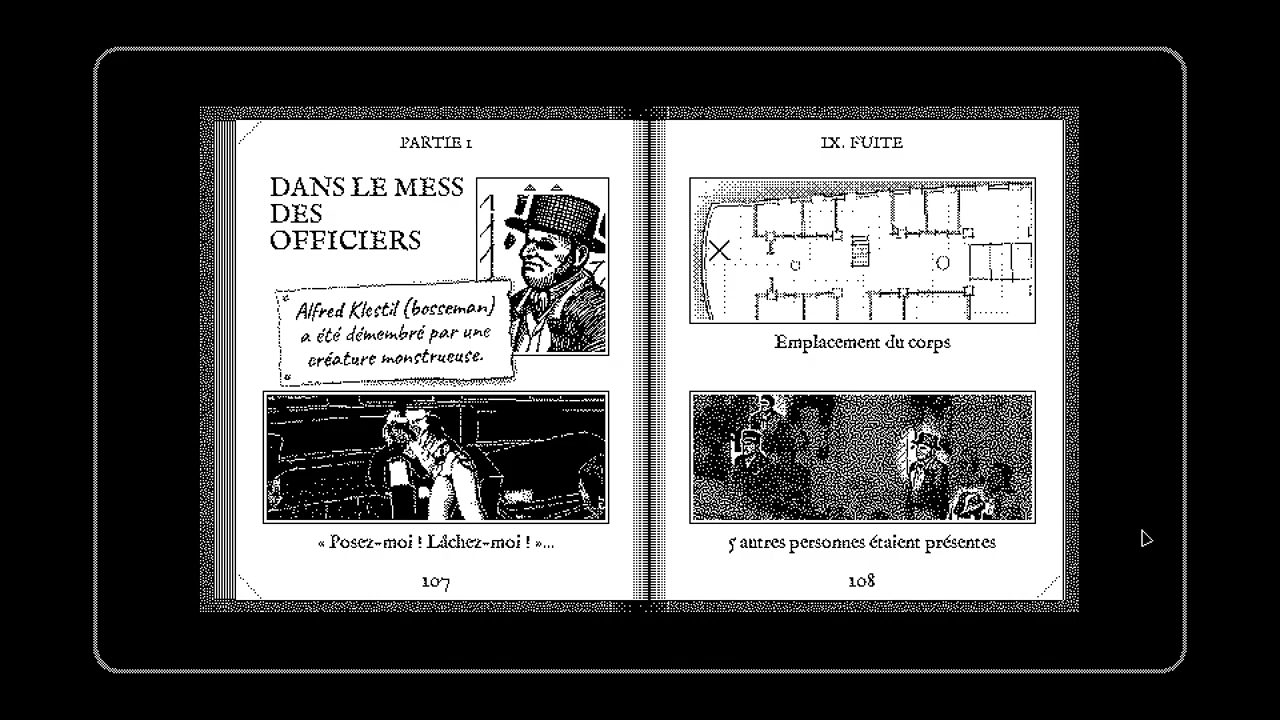 PARTIE 1
DANS LE MESS
DES
OFFICIERS
Alfred Klestil (bosseman)
a été démembré par une
créature monstrueuse.
« Posez-moi ! Lâchez-moi ! »...
107
IX. FUITE
Emplacement du corps
5 autres personnes étaient présentes
108